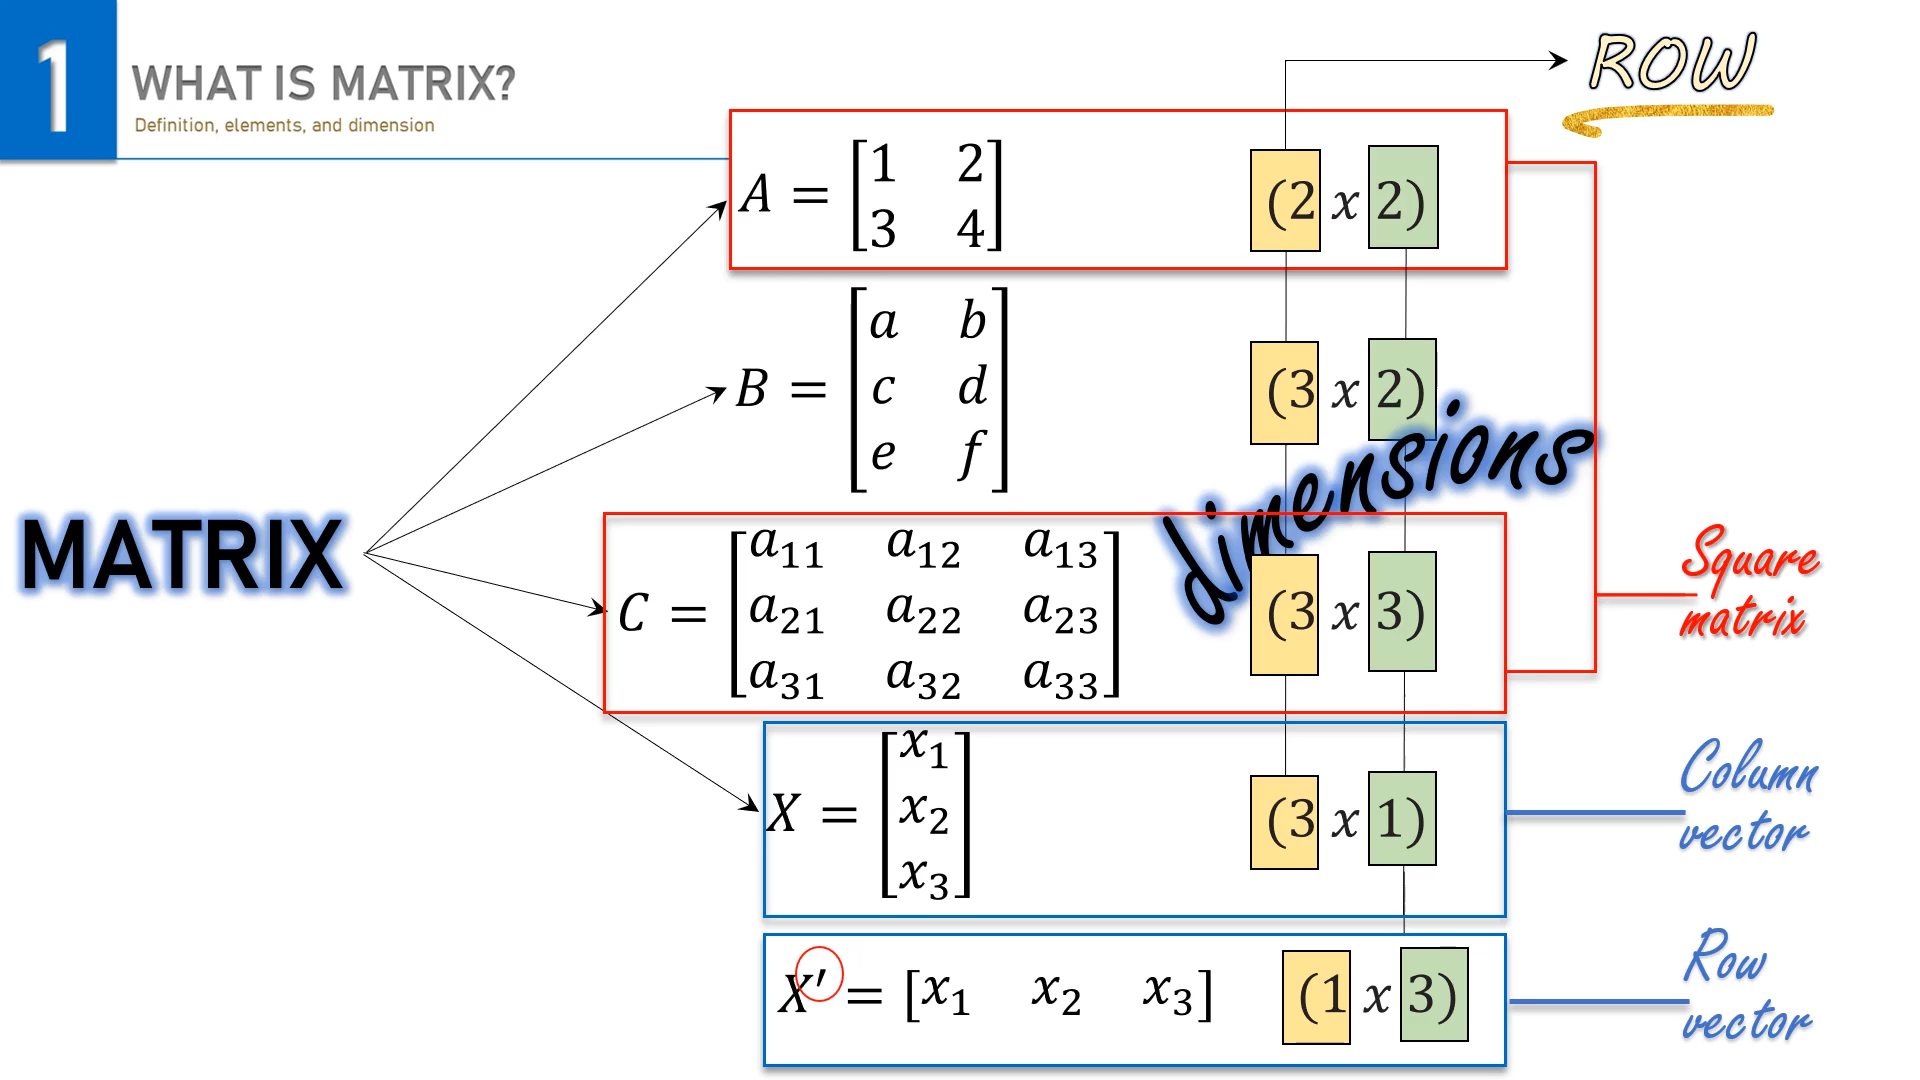 1
WHAT IS MATRIX?
Definition, elements, and dimension
ROW
A = [1 2
3 4] (2 x 2)
B = [a b
c d
e f] (3 x 2)
dimensions
MATRIX
C = [a₁₁ a₁₂ a₁₃
a₂₁ a₂₂ a₂₃
a₃₁ a₃₂ a₃₃] (3 x 3)
Square
matrix
X = [x₁
x₂
x₃] (3 x 1)
Column
vector
X′ = [x₁ x₂ x₃] (1 x 3)
Row
vector